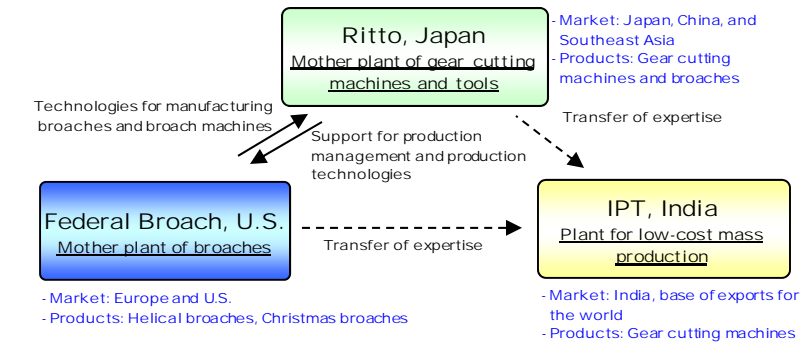 Ritto, Japan
Mother plant of gear cutting
machines and tools
- Market: Japan, China, and
Southeast Asia
- Products: Gear cutting
machines and broaches
Technologies for manufacturing
broaches and broach machines
Support for production
management and production
technologies
Transfer of expertise
Federal Broach, U.S.
Mother plant of broaches
Transfer of expertise
IPT, India
Plant for low-cost mass
production
- Market: Europe and U.S.
- Products: Helical broaches, Christmas broaches
- Market: India, base of exports for
the world
- Products: Gear cutting machines